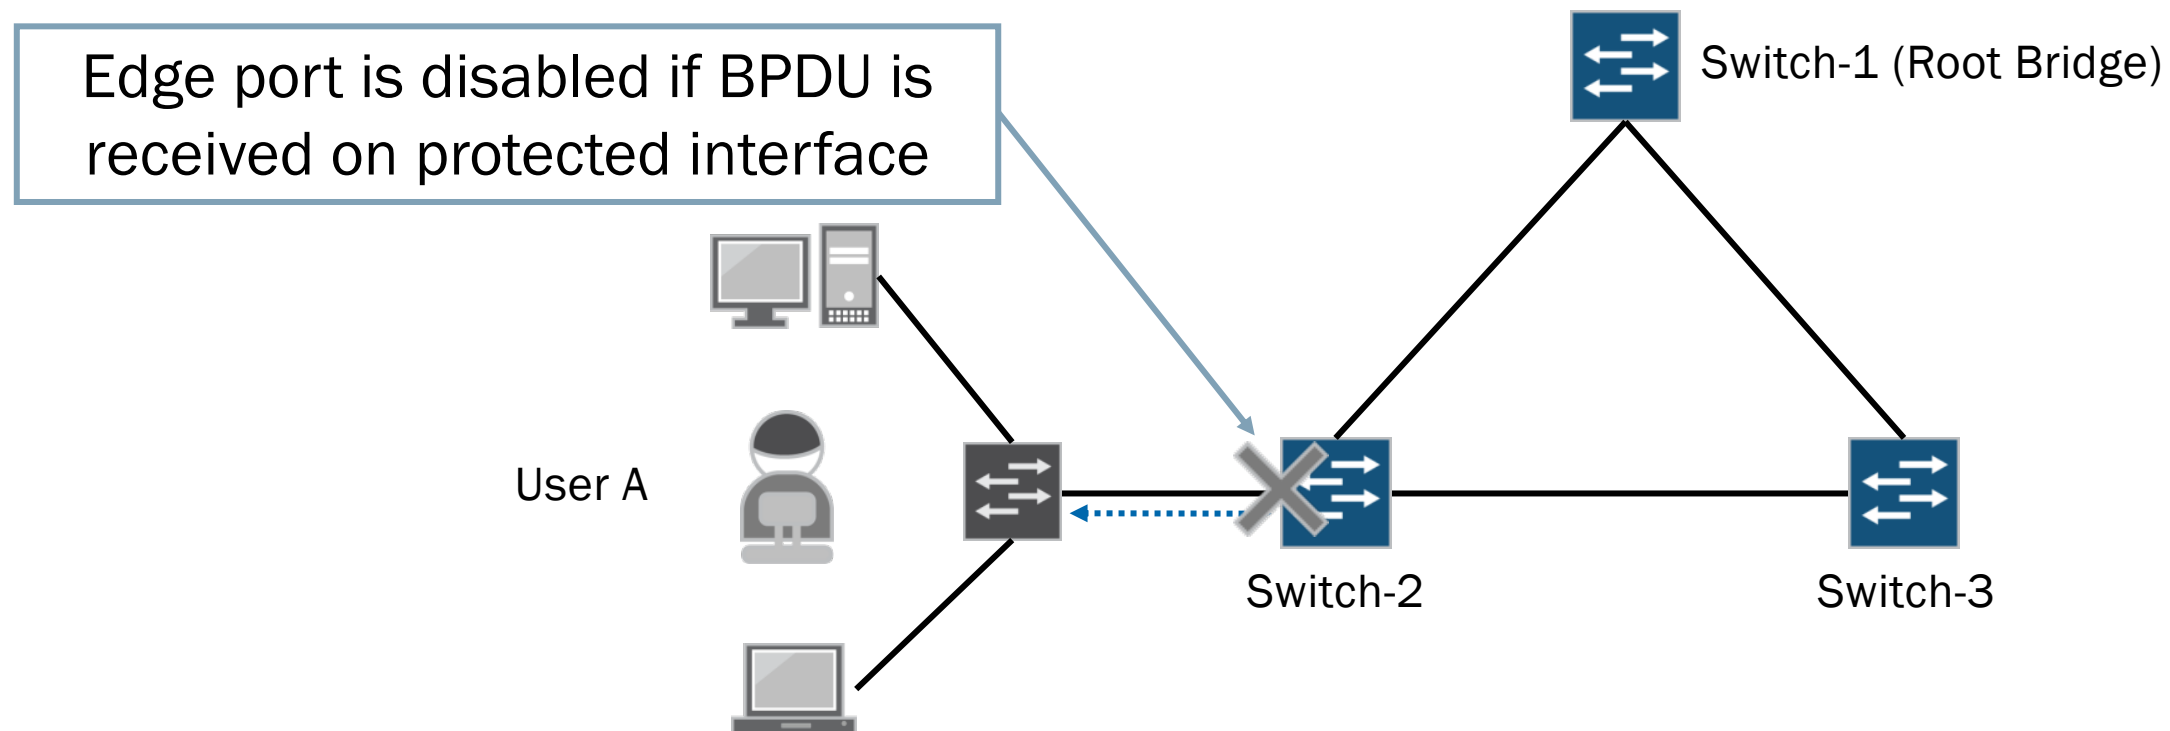 Edge port is disabled if BPDU is
received on protected interface
Switch-1 (Root Bridge)
User A
Switch-2
Switch-3